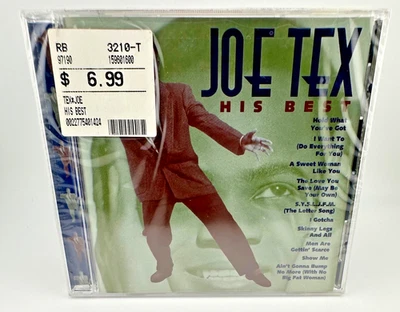 RB 3210-T
97190 159601600
$ 6.99
TEX▪JOE
HIS BEST
0022775401424
JOE TEX
HIS BEST
Hold What
You've Got
I Want To
(Do Everything
For You)
A Sweet Woman
Like You
The Love You
Save (May Be
Your Own)
S.Y.S.L.J.F.M.
(The Letter Song)
I Gotcha
Skinny Legs
And All
Men Are
Gettin' Scarce
Show Me
Ain't Gonna Bump
No More (With No
Big Fat Woman)